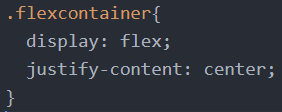 .flexcontainer{
  display: flex;
  justify-content: center;
}